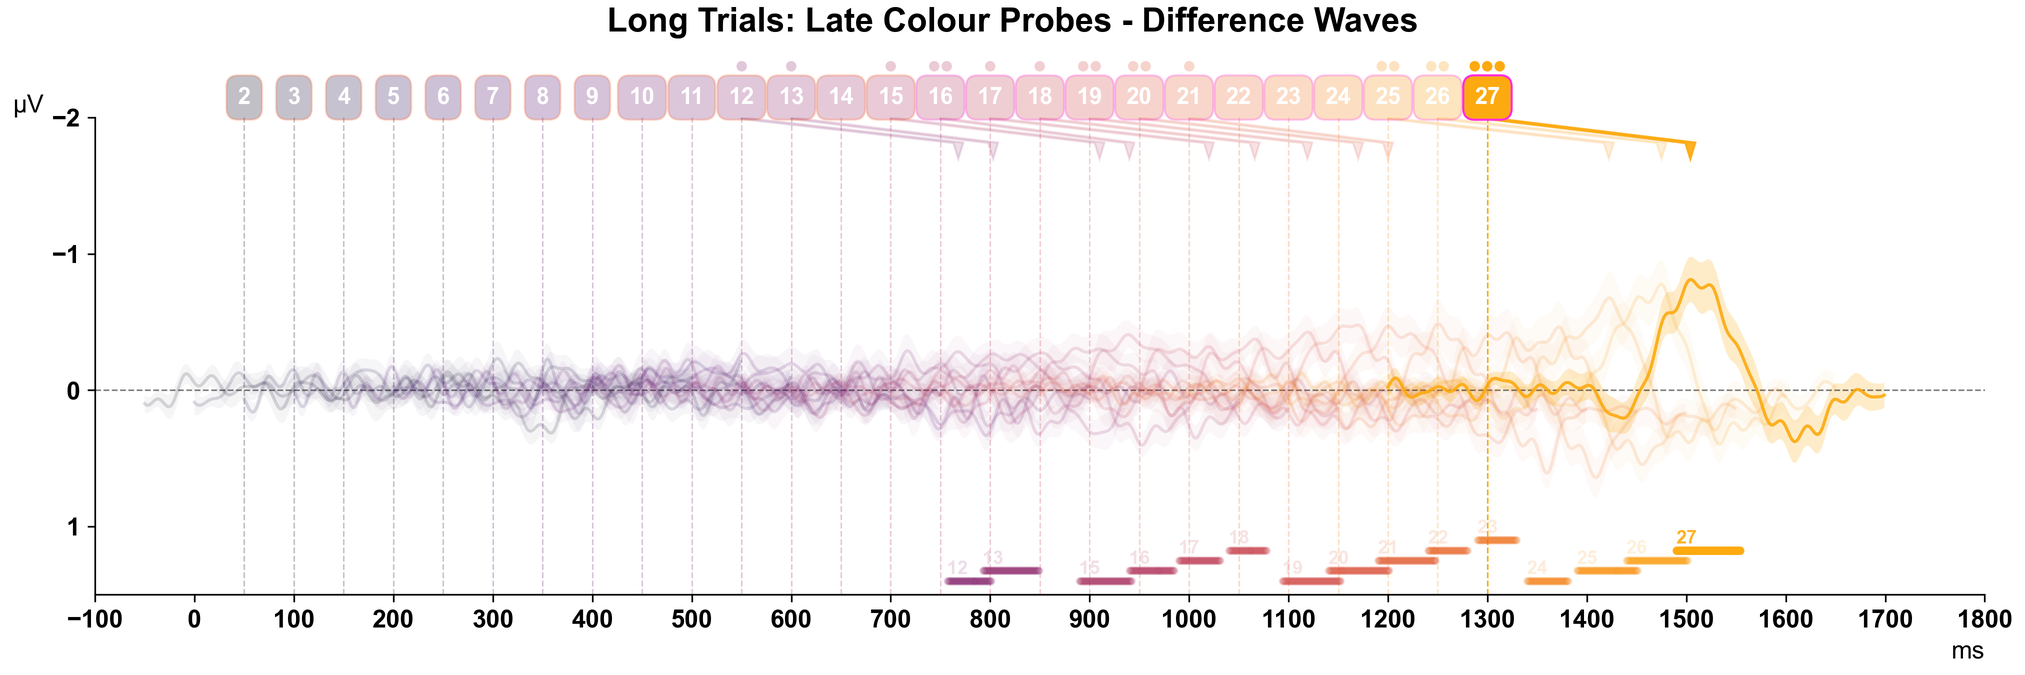 Long Trials: Late Colour Probes - Difference Waves
2 3 4 5 6 7 8 9 10 11 12 13 14 15 16 17 18 19 20 21 22 23 24 25 26 27
µV
−2
−1
0
1
23
18 22 27
17 21 26
13 16 20 25
12 15 19 24
−100 0 100 200 300 400 500 600 700 800 900 1000 1100 1200 1300 1400 1500 1600 1700 1800
ms